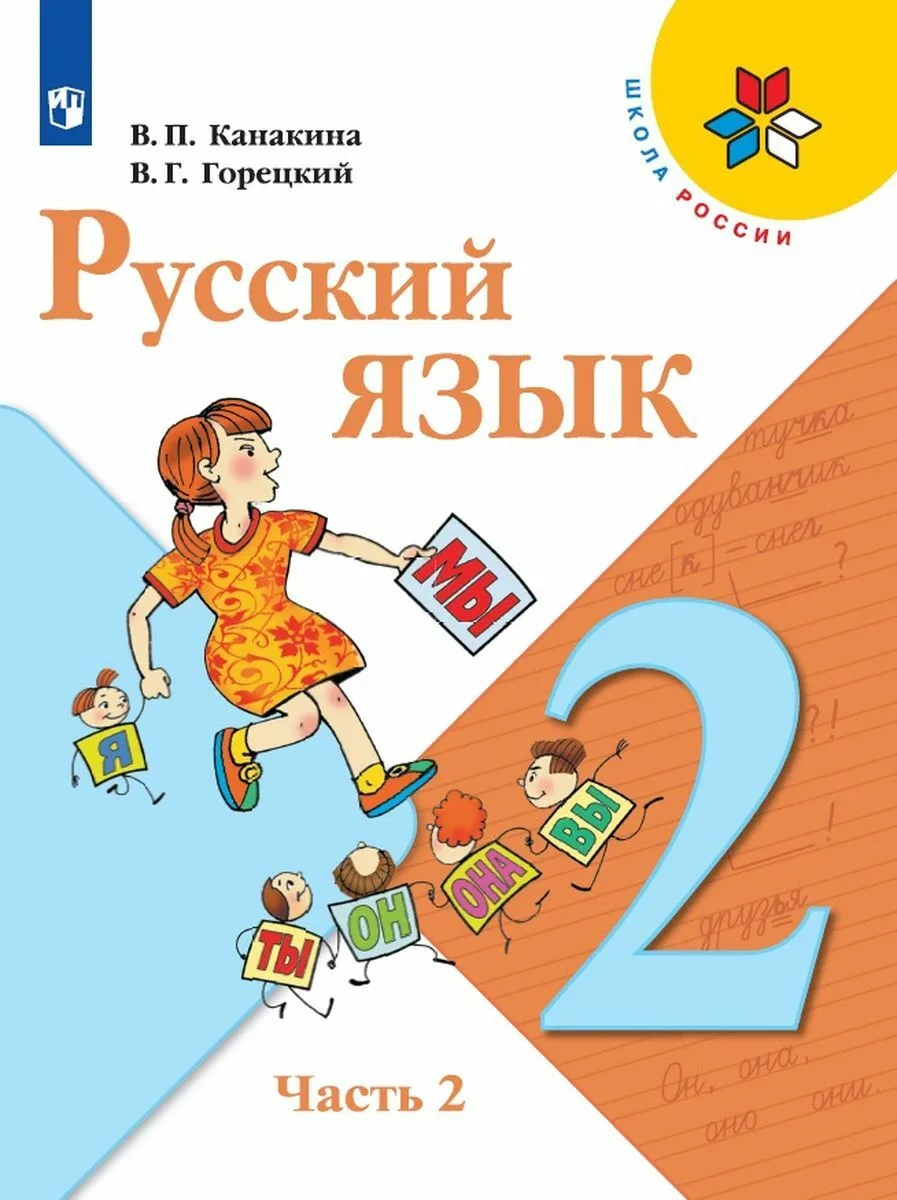 В. П. Канакина
В. Г. Горецкий
ШКОЛА РОССИИ
Русский
язык
тучка
одуванчик
сне[к] – снег
?
МЫ
Я
?!
2
ВЫ
ОНА
ОН
ТЫ
!
друзья
Часть 2
Он, она,
оно они.